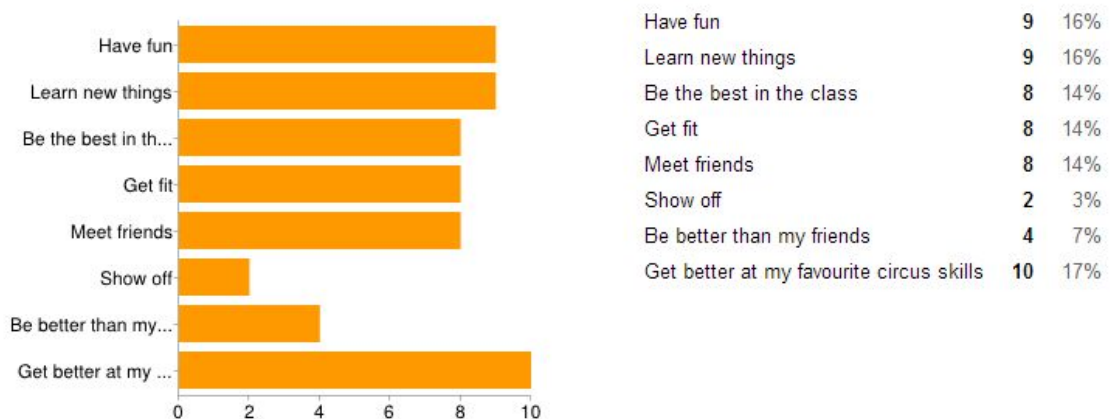 Have fun
Learn new things
Be the best in th...
Get fit
Meet friends
Show off
Be better than my...
Get better at my ...
0 2 4 6 8 10
Have fun 9 16%
Learn new things 9 16%
Be the best in the class 8 14%
Get fit 8 14%
Meet friends 8 14%
Show off 2 3%
Be better than my friends 4 7%
Get better at my favourite circus skills 10 17%